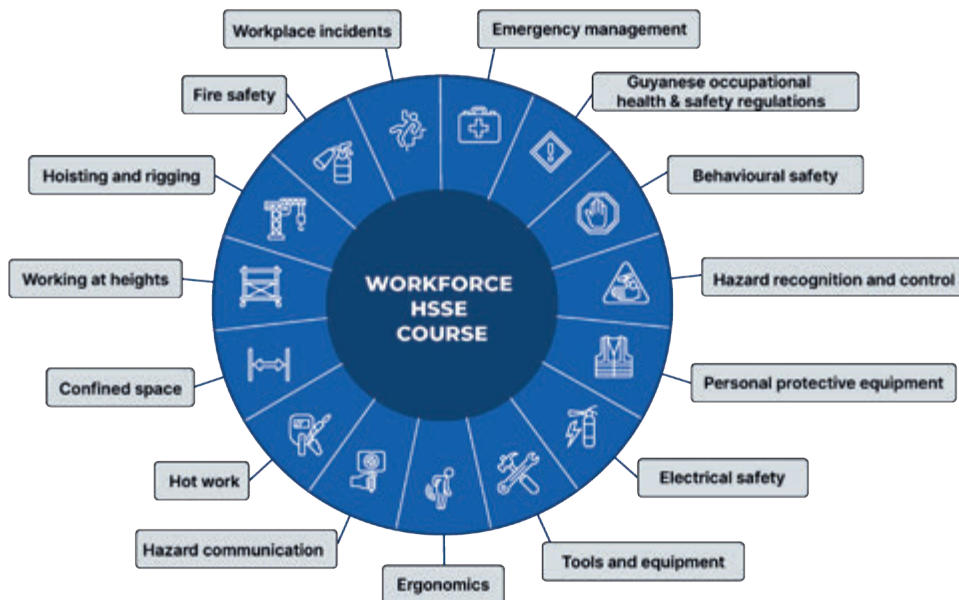 Workplace incidents
Emergency management
Fire safety
Guyanese occupational
health & safety regulations
Hoisting and rigging
Behavioural safety
Working at heights
WORKFORCE
HSSE
COURSE
Hazard recognition and control
Confined space
Personal protective equipment
Hot work
Electrical safety
Hazard communication
Tools and equipment
Ergonomics